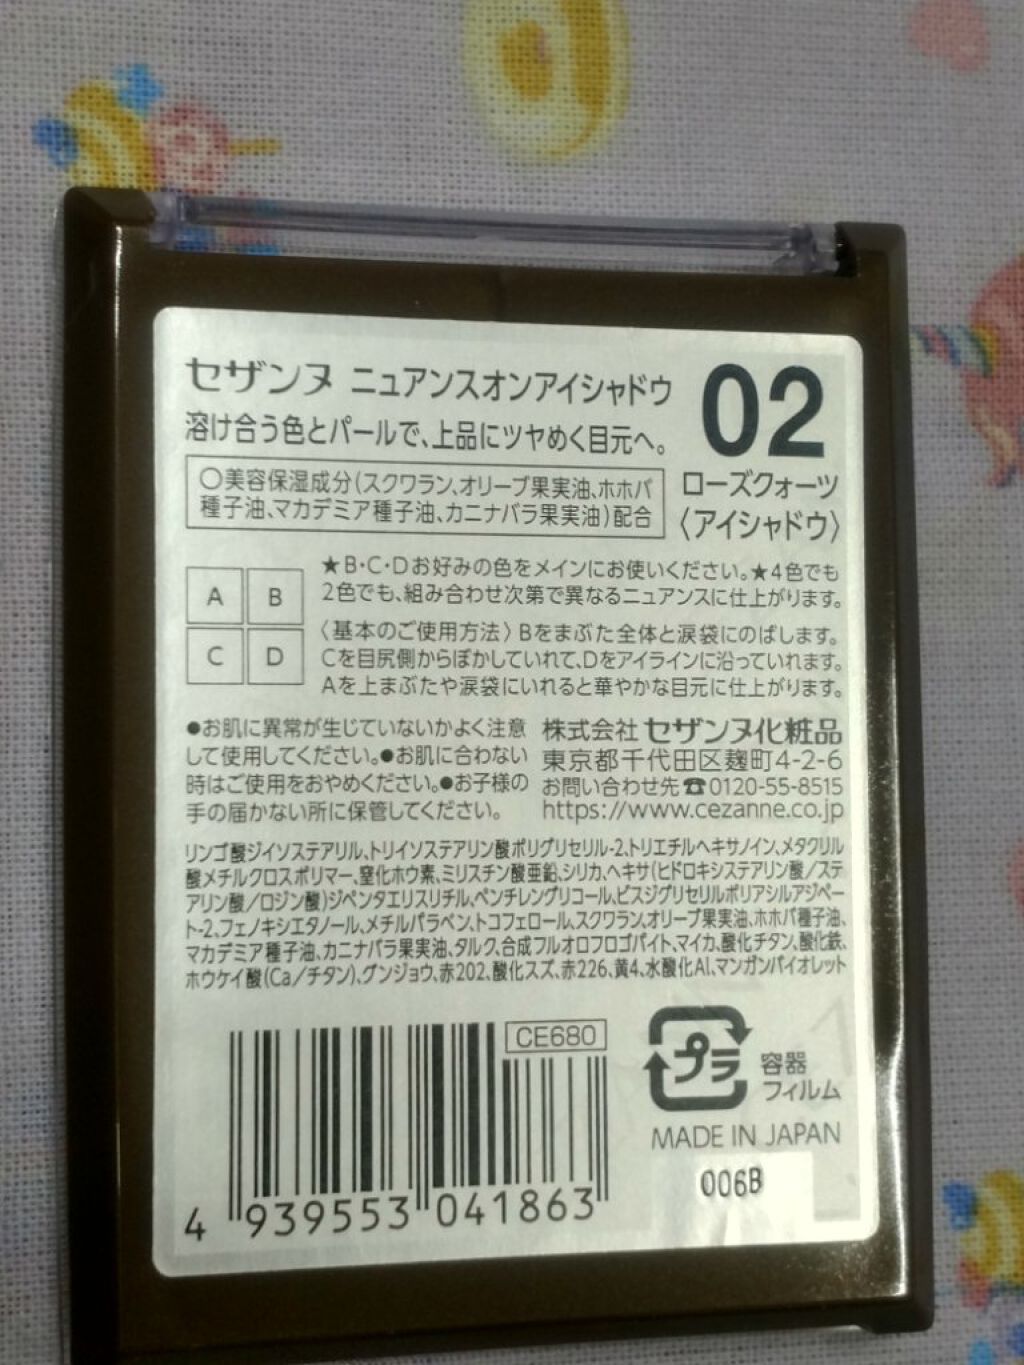 セザンヌ ニュアンスオンアイシャドウ
溶け合う色とパールで、上品にツヤめく目元へ。
02
ローズクォーツ
〈アイシャドウ〉
○美容保湿成分(スクワラン、オリーブ果実油、ホホバ
種子油、マカデミア種子油、カニナバラ果実油)配合
A B
C D
★B・C・Dお好みの色をメインにお使いください。★4色でも
2色でも、組み合わせ次第で異なるニュアンスに仕上がります。
〈基本のご使用方法〉Bをまぶた全体と涙袋にのばします。
Cを目尻側からぼかしていれて、Dをアイラインに沿っていれます。
Aを上まぶたや涙袋にいれると華やかな目元に仕上がります。
●お肌に異常が生じていないかよく注意
して使用してください。●お肌に合わない
時はご使用をおやめください。●お子様の
手の届かない所に保管してください。
株式会社 セザンヌ化粧品
東京都千代田区麹町4-2-6
お問い合わせ先☎0120-55-8515
https://www.cezanne.co.jp
リンゴ酸ジイソステアリル、トリイソステアリン酸ポリグリセリル-2、トリエチルヘキサノイン、メタクリル
酸メチルクロスポリマー、窒化ホウ素、ミリスチン酸亜鉛、シリカ、ヘキサ(ヒドロキシステアリン酸/ステ
アリン酸/ロジン酸)ジペンタエリスリチル、ペンチレングリコール、ビスジグリセリルポリアシルアジペー
ト-2、フェノキシエタノール、メチルパラベン、トコフェロール、スクワラン、オリーブ果実油、ホホバ種子油、
マカデミア種子油、カニナバラ果実油、タルク、合成フルオロフロゴパイト、マイカ、酸化チタン、酸化鉄、
ホウケイ酸(Ca/チタン)、グンジョウ、赤202、酸化スズ、赤226、黄4、水酸化Al、マンガンバイオレット
CE680
4 939553 041863
プラ
容器
フィルム
MADE IN JAPAN
006B